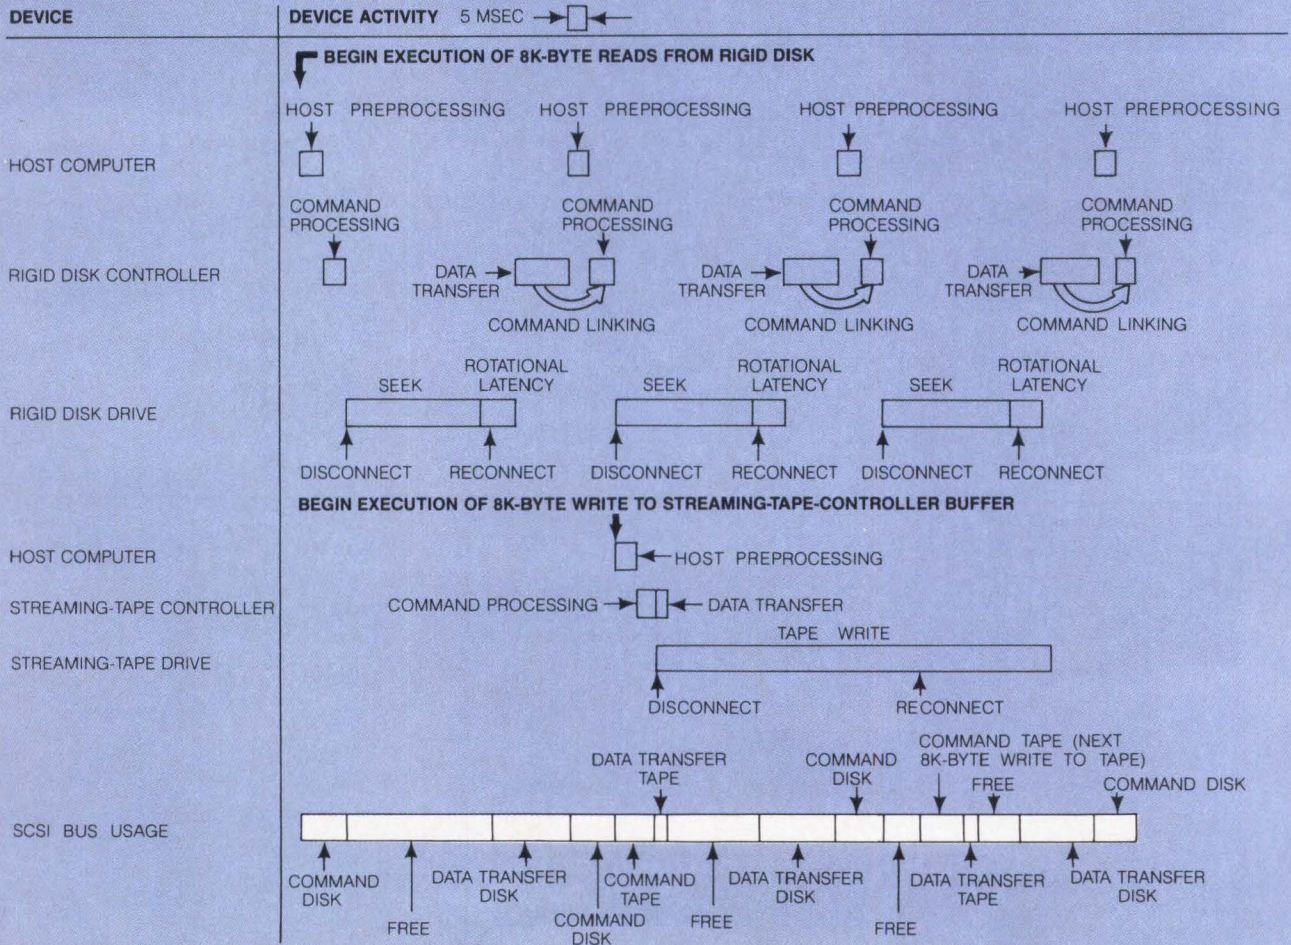 DEVICE
DEVICE ACTIVITY 5 MSEC
BEGIN EXECUTION OF 8K-BYTE READS FROM RIGID DISK
HOST PREPROCESSING HOST PREPROCESSING HOST PREPROCESSING HOST PREPROCESSING
HOST COMPUTER
COMMAND PROCESSING COMMAND PROCESSING COMMAND PROCESSING COMMAND PROCESSING
RIGID DISK CONTROLLER
DATA TRANSFER DATA TRANSFER DATA TRANSFER
COMMAND LINKING COMMAND LINKING COMMAND LINKING
SEEK ROTATIONAL LATENCY SEEK ROTATIONAL LATENCY SEEK ROTATIONAL LATENCY
RIGID DISK DRIVE
DISCONNECT RECONNECT DISCONNECT RECONNECT DISCONNECT RECONNECT
BEGIN EXECUTION OF 8K-BYTE WRITE TO STREAMING-TAPE-CONTROLLER BUFFER
HOST COMPUTER
HOST PREPROCESSING
STREAMING-TAPE CONTROLLER
COMMAND PROCESSING DATA TRANSFER
TAPE WRITE
STREAMING-TAPE DRIVE
DISCONNECT RECONNECT
DATA TRANSFER TAPE
COMMAND DISK
COMMAND TAPE (NEXT 8K-BYTE WRITE TO TAPE)
FREE
COMMAND DISK
SCSI BUS USAGE
COMMAND DISK
FREE
DATA TRANSFER DISK
COMMAND DISK
COMMAND TAPE
FREE
DATA TRANSFER DISK
FREE
DATA TRANSFER TAPE
DATA TRANSFER DISK